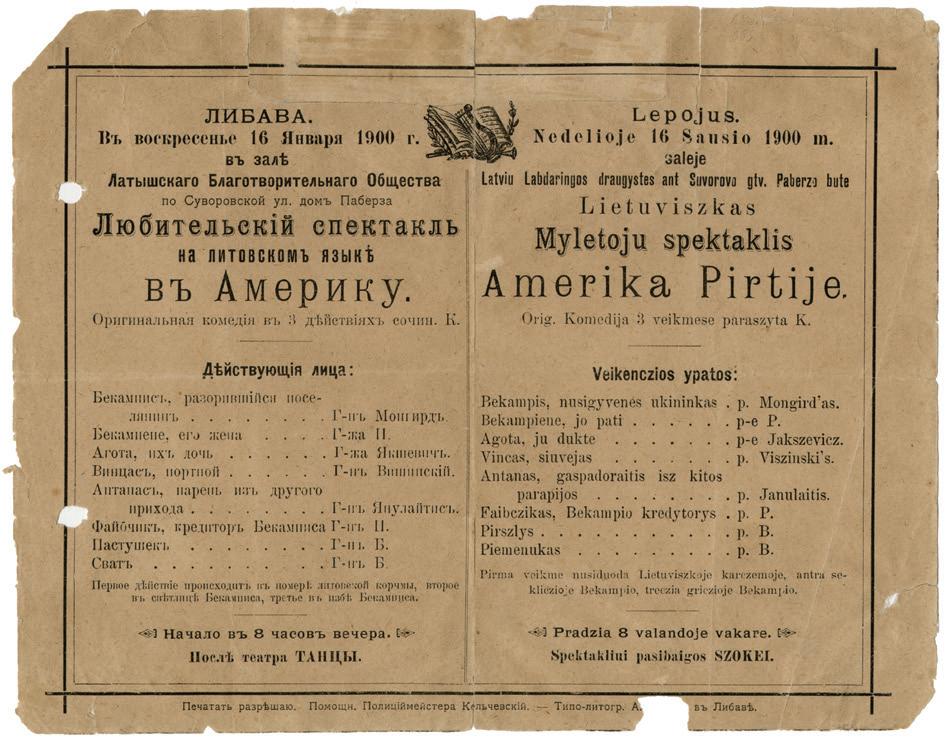 ЛИБАВА.
Въ воскресенье 16 Января 1900 г.
въ залѣ
Латышскаго Благотворительнаго Общества
по Суворовской ул. домъ Паберза
Любительскій спектакль
на литовскомъ языкѣ
въ Америку.
Оригинальная комедія въ 3 дѣйствіяхъ сочин. К.
Дѣйствующія лица:
Бекамписъ, разорившійся посе-
лянинъ . . . . . . . Г-нъ Монгирдъ.
Бекампене, его жена . . . . Г-жа П.
Агота, ихъ дочь . . . . . . Г-жа Якшевичъ.
Винцасъ, портной . . . . . Г-нъ Вишинскій.
Антанасъ, парень изъ другого
прихода . . . . . . . Г-нъ Янулайтисъ.
Файбчикъ, кредиторъ Бекамписа Г-нъ П.
Пастушекъ . . . . . . . . Г-нъ Б.
Сватъ . . . . . . . . . . Г-нъ Б.
Первое дѣйствіе происходитъ въ номерѣ литовской корчмы, второе
въ свѣтлицѣ Бекамписа, третье въ избѣ Бекамписа.
Начало въ 8 часовъ вечера.
Послѣ театра ТАНЦЫ.
Lepojus.
Nedelioje 16 Sausio 1900 m.
saleje
Latviu Labdaringos draugystes ant Suvorovo gtv. Paberzo bute
Lietuviszkas
Myletoju spektaklis
Amerika Pirtije.
Orig. Komedija 3 veikmese paraszyta K.
Veikenczios ypatos:
Bekampis, nusigyvenęs ukininkas . p. Mongird'as.
Bekampiene, jo pati . . . . . . p-e P.
Agota, ju dukte . . . . . . . p-e Jakszevicz.
Vincas, siuvejas . . . . . . . p. Viszinski's.
Antanas, gaspadoraitis isz kitos
parapijos . . . . . . . . p. Janulaitis.
Faibczikas, Bekampio kredytorys . p. P.
Pirszlys . . . . . . . . . . . p. B.
Piemenukas . . . . . . . . . p. B.
Pirma veikme nusiduoda Lietuviszkoje karczemoje, antra se-
kliczioje Bekampio, treczia griczioje Bekampio.
Pradzia 8 valandoje vakare.
Spektakliui pasibaigos SZOKEI.
Печатать разрѣшаю. Помощн. Полиціймейстера Кельчевскій. — Типо-литогр. А. въ Либавѣ.